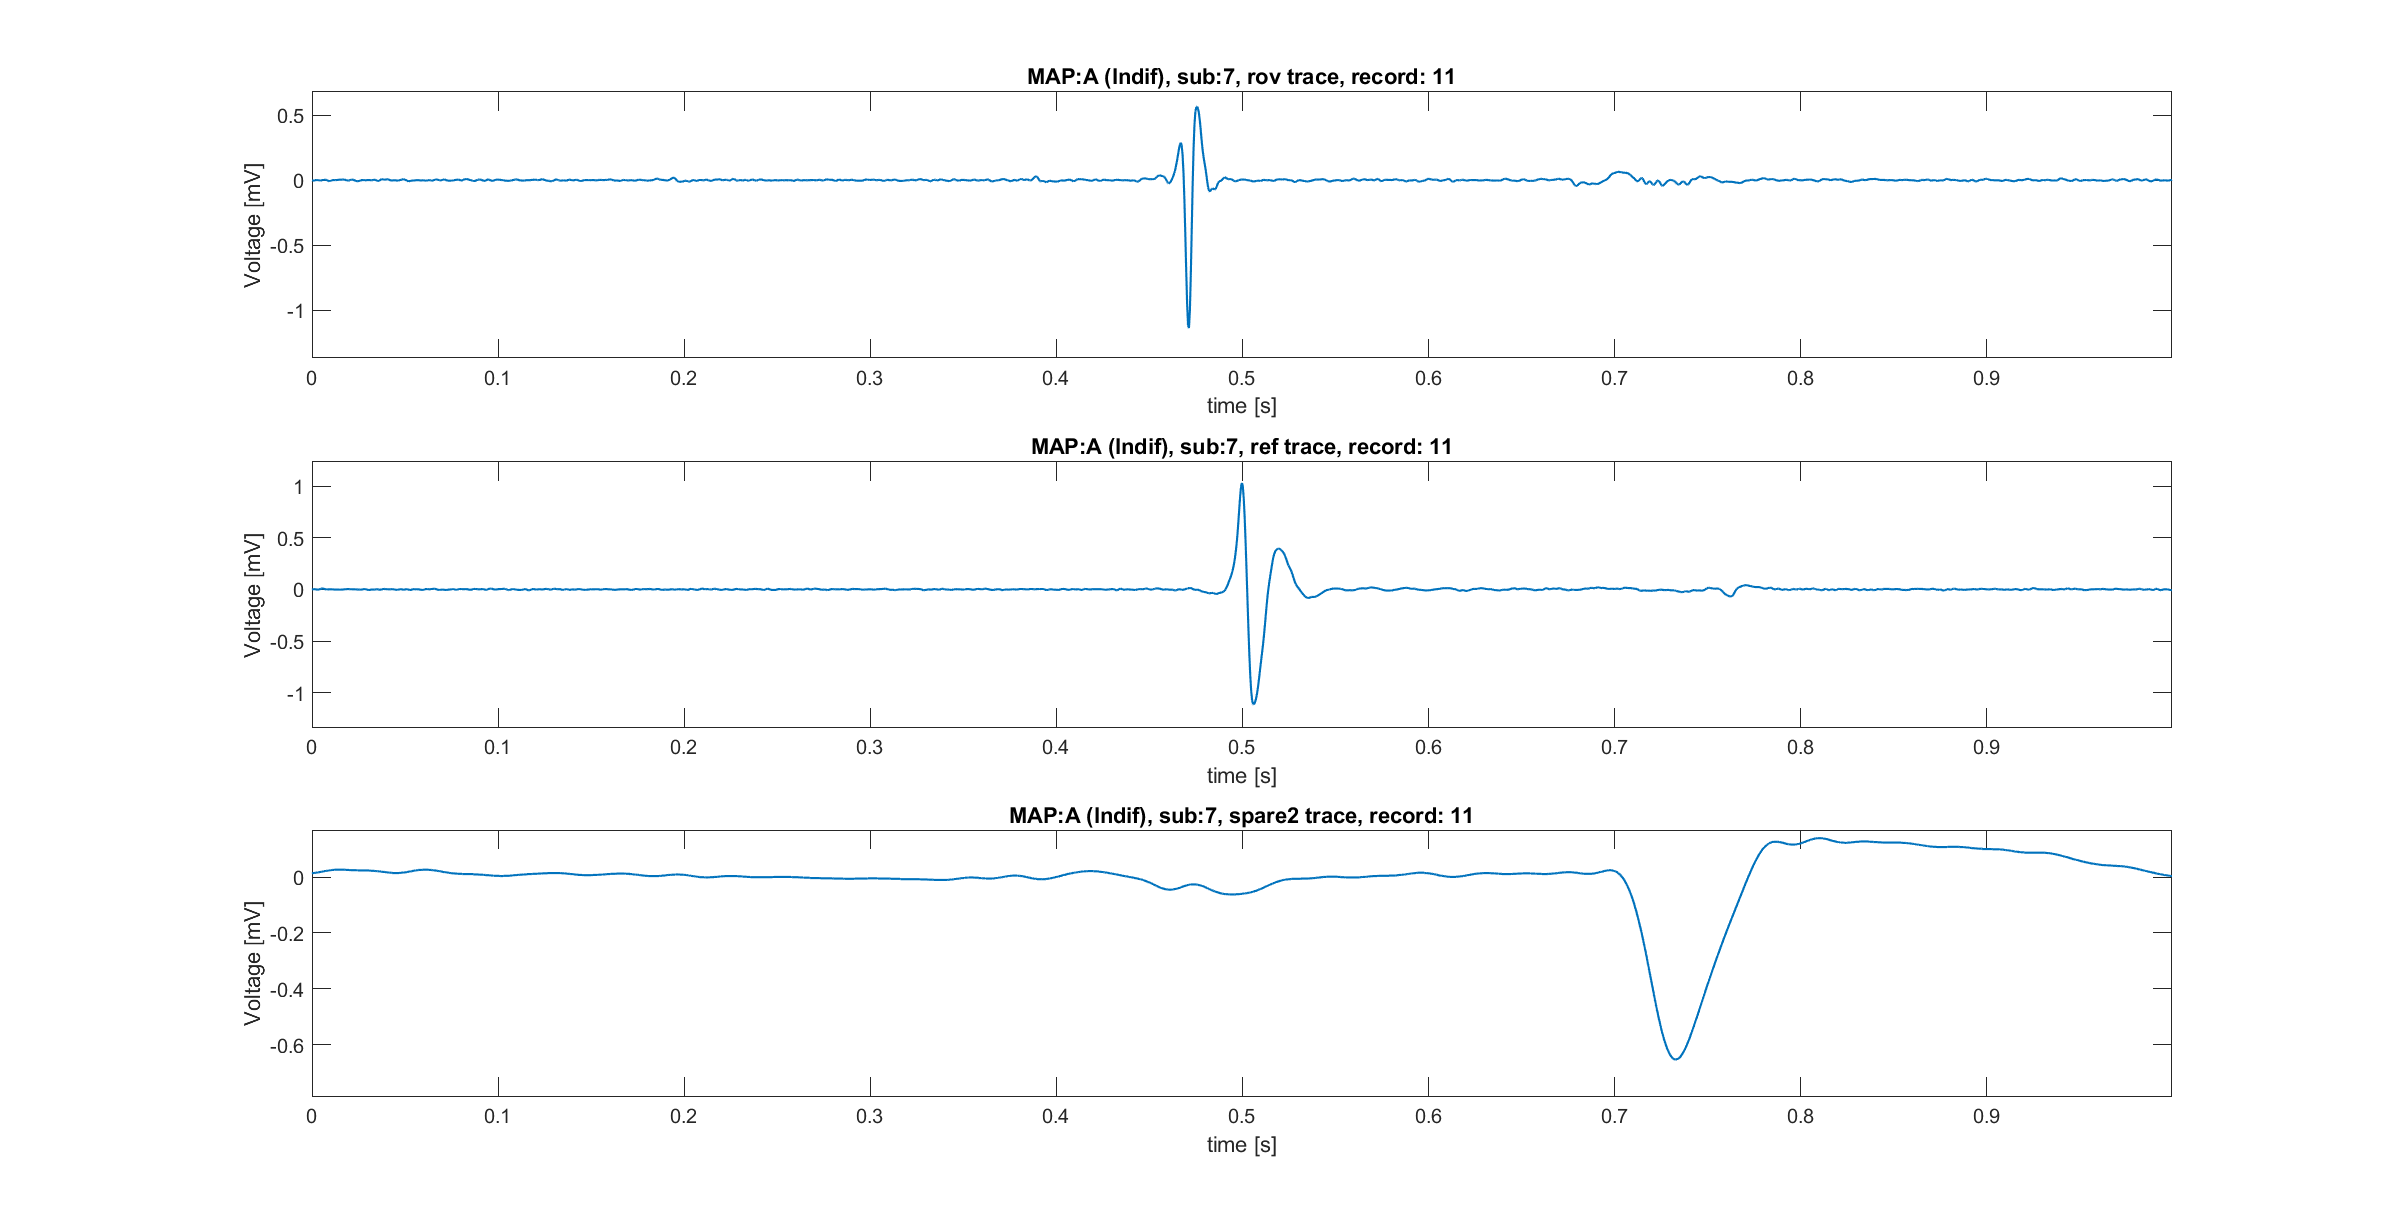 MAP:A (Indif), sub:7, rov trace, record: 11
Voltage [mV]
0.5
0
-0.5
-1
0 0.1 0.2 0.3 0.4 0.5 0.6 0.7 0.8 0.9
time [s]
MAP:A (Indif), sub:7, ref trace, record: 11
Voltage [mV]
1
0.5
0
-0.5
-1
0 0.1 0.2 0.3 0.4 0.5 0.6 0.7 0.8 0.9
time [s]
MAP:A (Indif), sub:7, spare2 trace, record: 11
Voltage [mV]
0
-0.2
-0.4
-0.6
0 0.1 0.2 0.3 0.4 0.5 0.6 0.7 0.8 0.9
time [s]